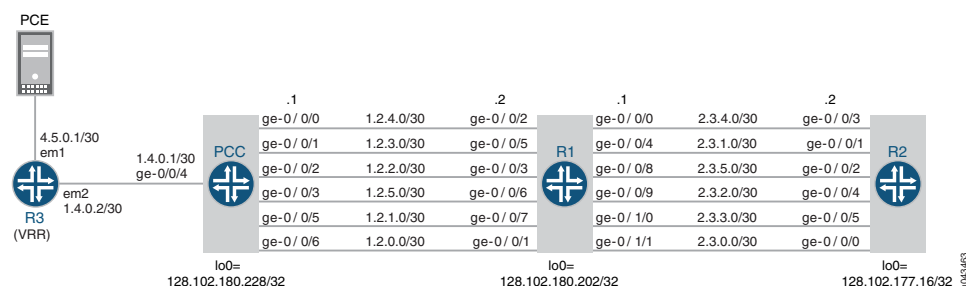 PCE
4.5.0.1/30
em1
em2
1.4.0.2/30
R3
(VRR)
1.4.0.1/30
ge-0/0/4
PCC
.1 .2 .1 .2
ge-0/0/0 1.2.4.0/30 ge-0/0/2 ge-0/0/0 2.3.4.0/30 ge-0/0/3
ge-0/0/1 1.2.3.0/30 ge-0/0/5 ge-0/0/4 2.3.1.0/30 ge-0/0/1
R1 R2
ge-0/0/2 1.2.2.0/30 ge-0/0/3 ge-0/0/8 2.3.5.0/30 ge-0/0/2
ge-0/0/3 1.2.5.0/30 ge-0/0/6 ge-0/0/9 2.3.2.0/30 ge-0/0/4
ge-0/0/5 1.2.1.0/30 ge-0/0/7 ge-0/1/0 2.3.3.0/30 ge-0/0/5
ge-0/0/6 1.2.0.0/30 ge-0/0/1 ge-0/1/1 2.3.0.0/30 ge-0/0/0
lo0= lo0= lo0=
128.102.180.228/32 128.102.180.202/32 128.102.177.16/32
g043463